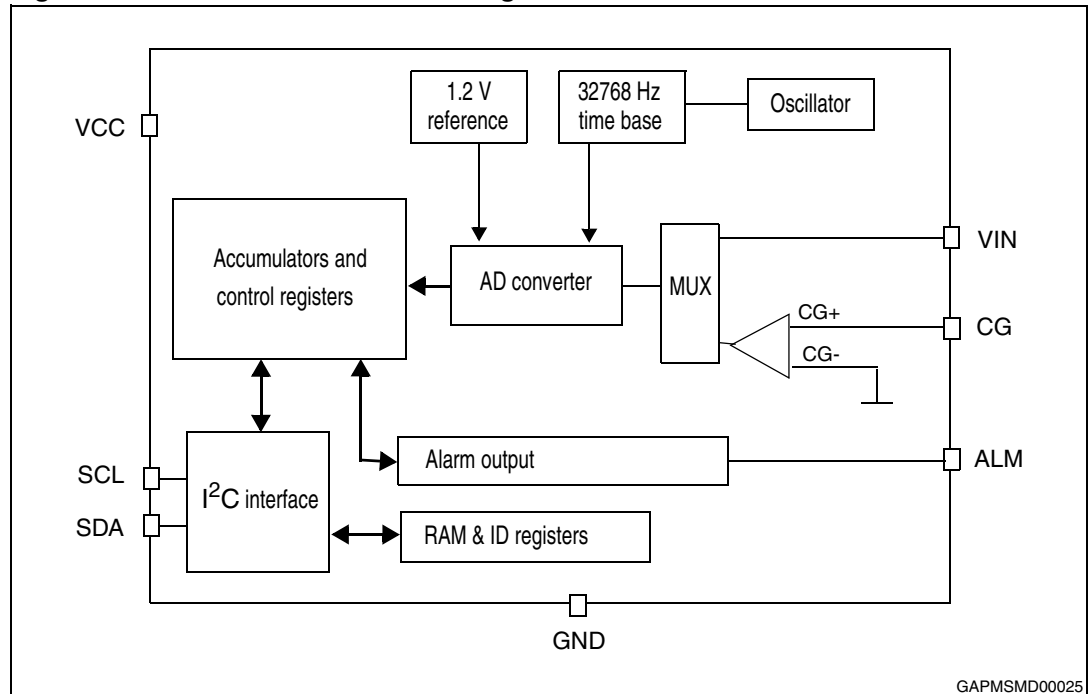 1.2 V
reference
32768 Hz
time base
Oscillator
VCC
Accumulators and
control registers
AD converter
MUX
VIN
CG+
CG
CG-
Alarm output
ALM
SCL
SDA
I²C interface
RAM & ID registers
GND
GAPMSMD00025